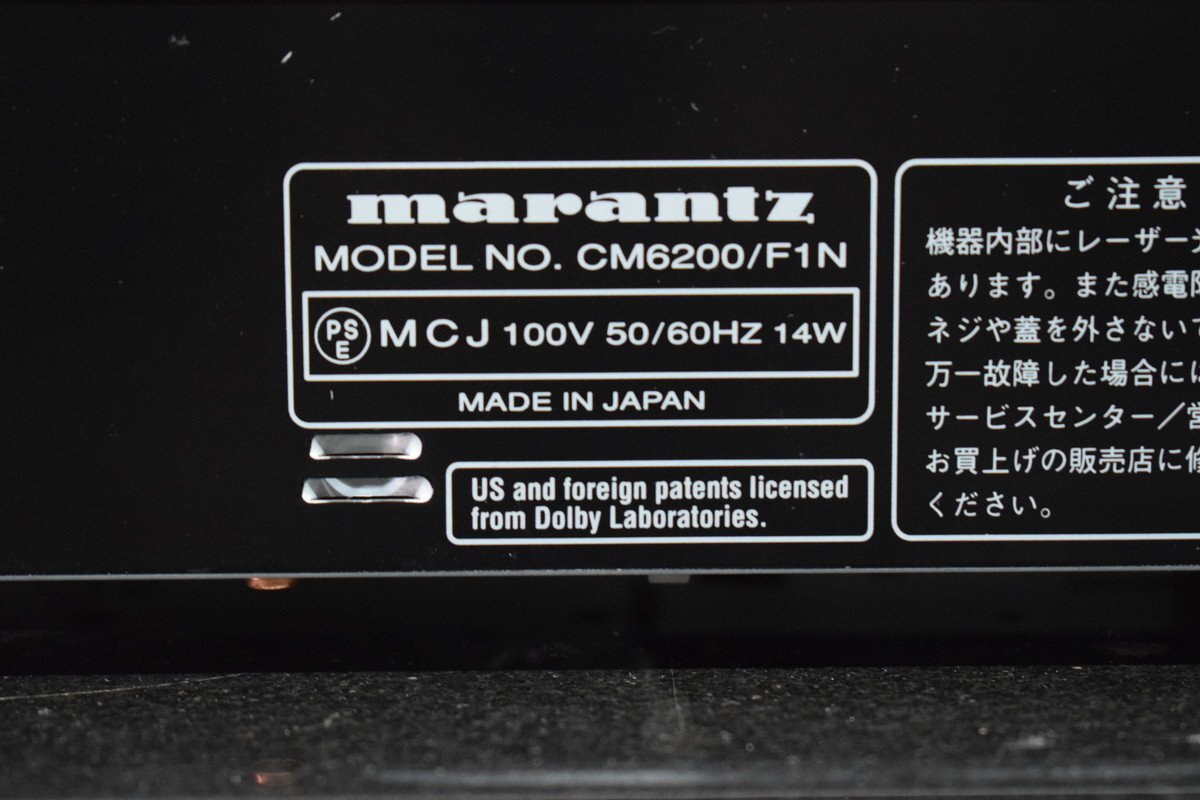 marantz
MODEL NO. CM6200/F1N
PS
E
MCJ 100V 50/60HZ 14W
MADE IN JAPAN
US and foreign patents licensed
from Dolby Laboratories.
ご注意
機器内部にレーザー
あります。また感電
ネジや蓋を外さない
万一故障した場合に
サービスセンター／営
お買上げの販売店に
ください。